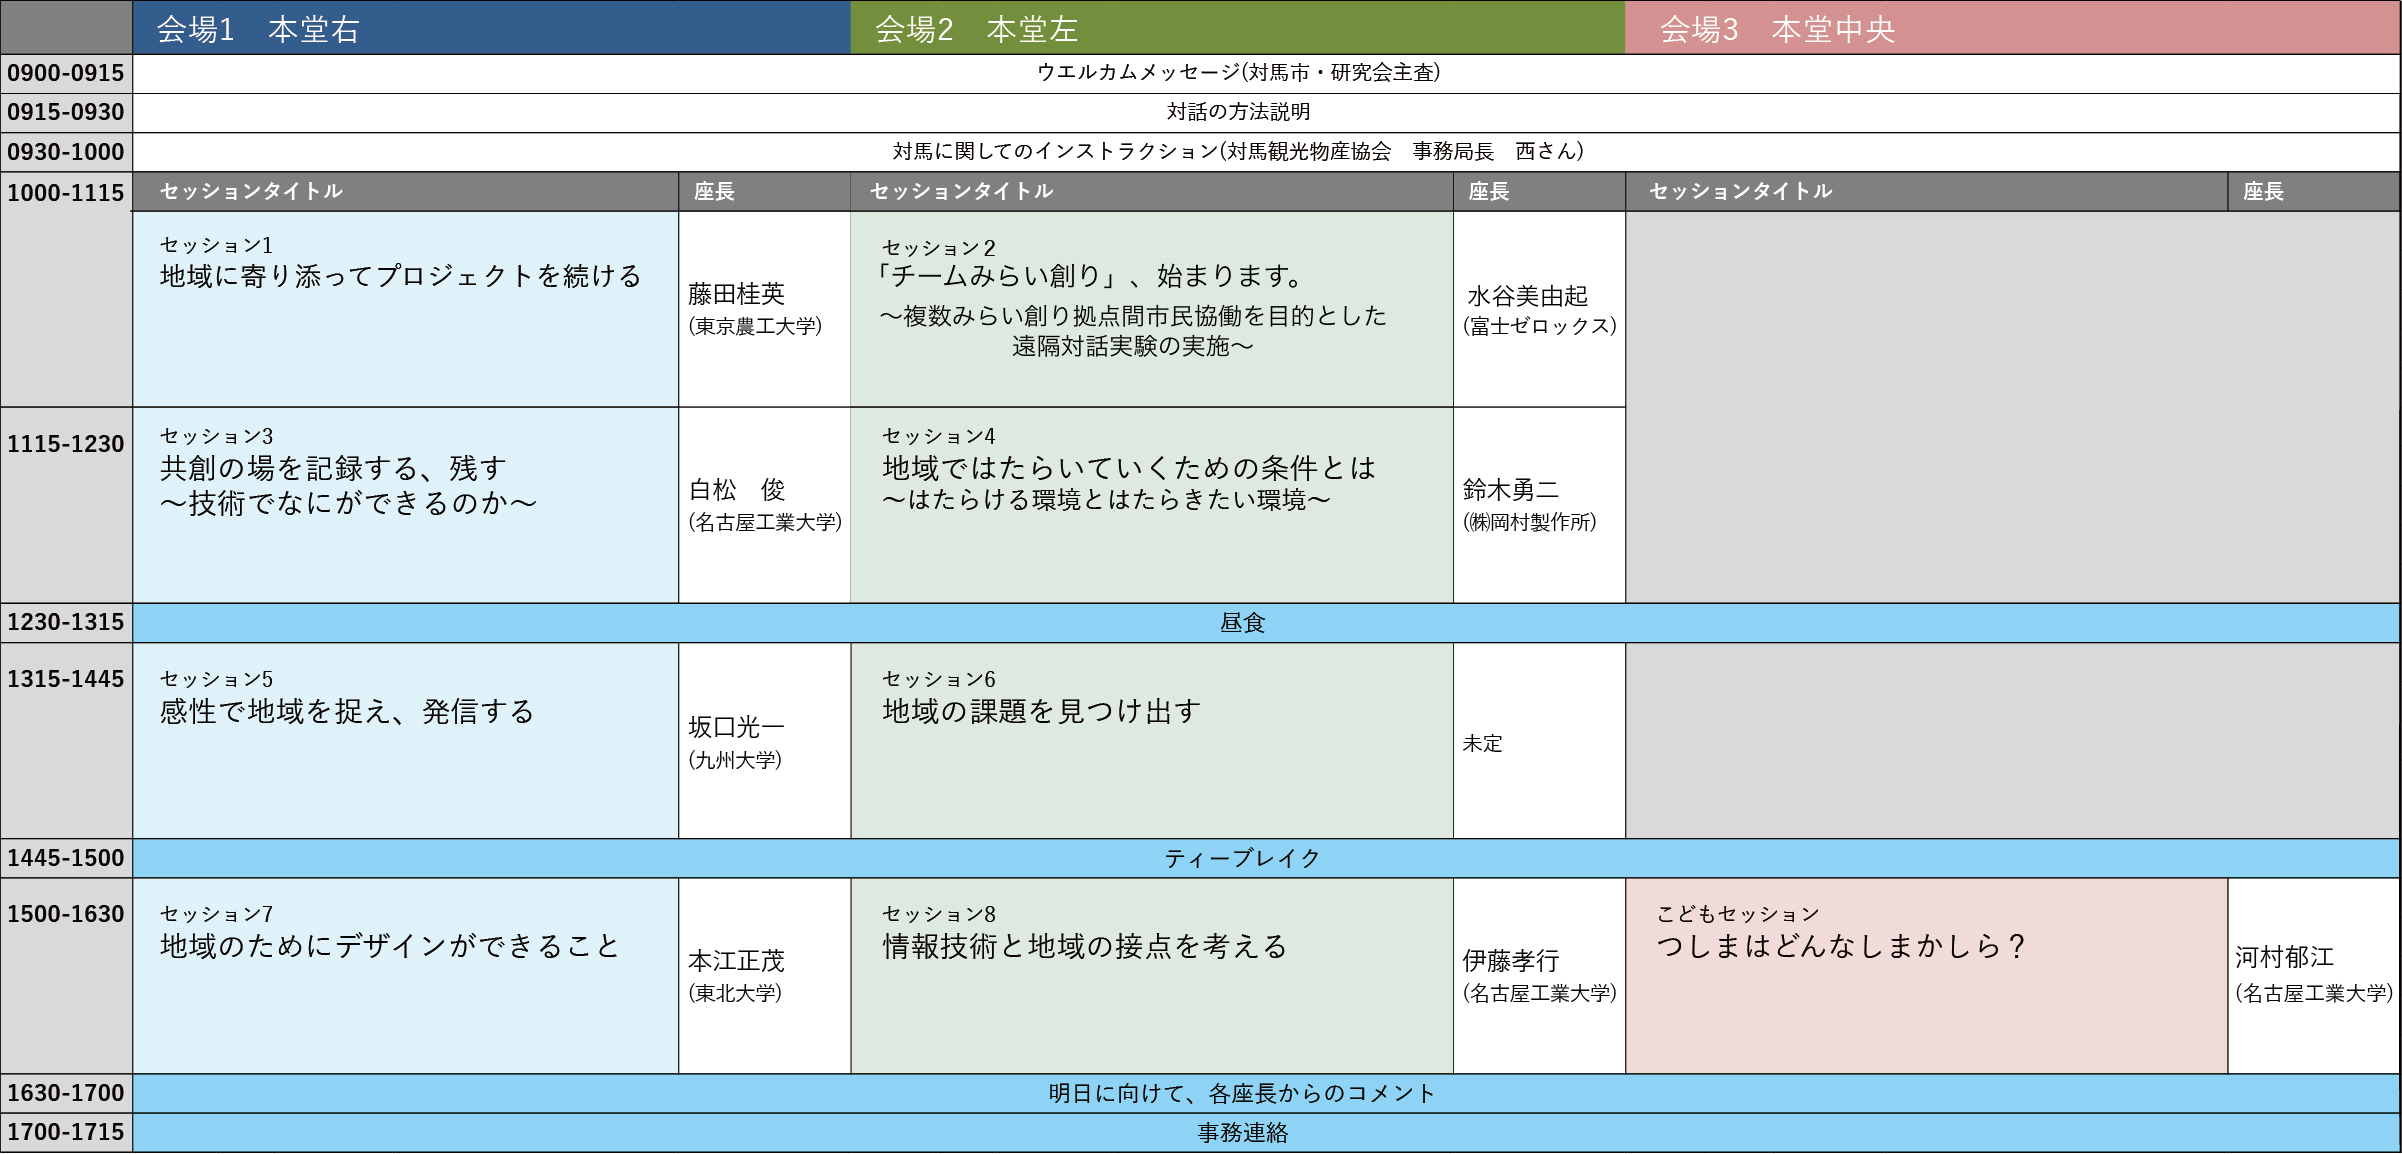 会場1　本堂右
会場2　本堂左
会場3　本堂中央
0900-0915
ウエルカムメッセージ(対馬市・研究会主査)
0915-0930
対話の方法説明
0930-1000
対馬に関してのインストラクション(対馬観光物産協会　事務局長　西さん)
1000-1115
セッションタイトル
座長
セッションタイトル
座長
セッションタイトル
座長
セッション1
地域に寄り添ってプロジェクトを続ける
藤田桂英
(東京農工大学)
セッション２
「チームみらい創り」、始まります。
～複数みらい創り拠点間市民協働を目的とした
遠隔対話実験の実施～
水谷美由起
(富士ゼロックス)
1115-1230
セッション3
共創の場を記録する、残す
～技術でなにができるのか～
白松　俊
(名古屋工業大学)
セッション4
地域ではたらいていくための条件とは
～はたらける環境とはたらきたい環境～
鈴木勇二
(㈱岡村製作所)
1230-1315
昼食
1315-1445
セッション5
感性で地域を捉え、発信する
坂口光一
(九州大学)
セッション6
地域の課題を見つけ出す
未定
1445-1500
ティーブレイク
1500-1630
セッション7
地域のためにデザインができること
本江正茂
(東北大学)
セッション8
情報技術と地域の接点を考える
伊藤孝行
(名古屋工業大学)
こどもセッション
つしまはどんなしまかしら？
河村郁江
(名古屋工業大学)
1630-1700
明日に向けて、各座長からのコメント
1700-1715
事務連絡